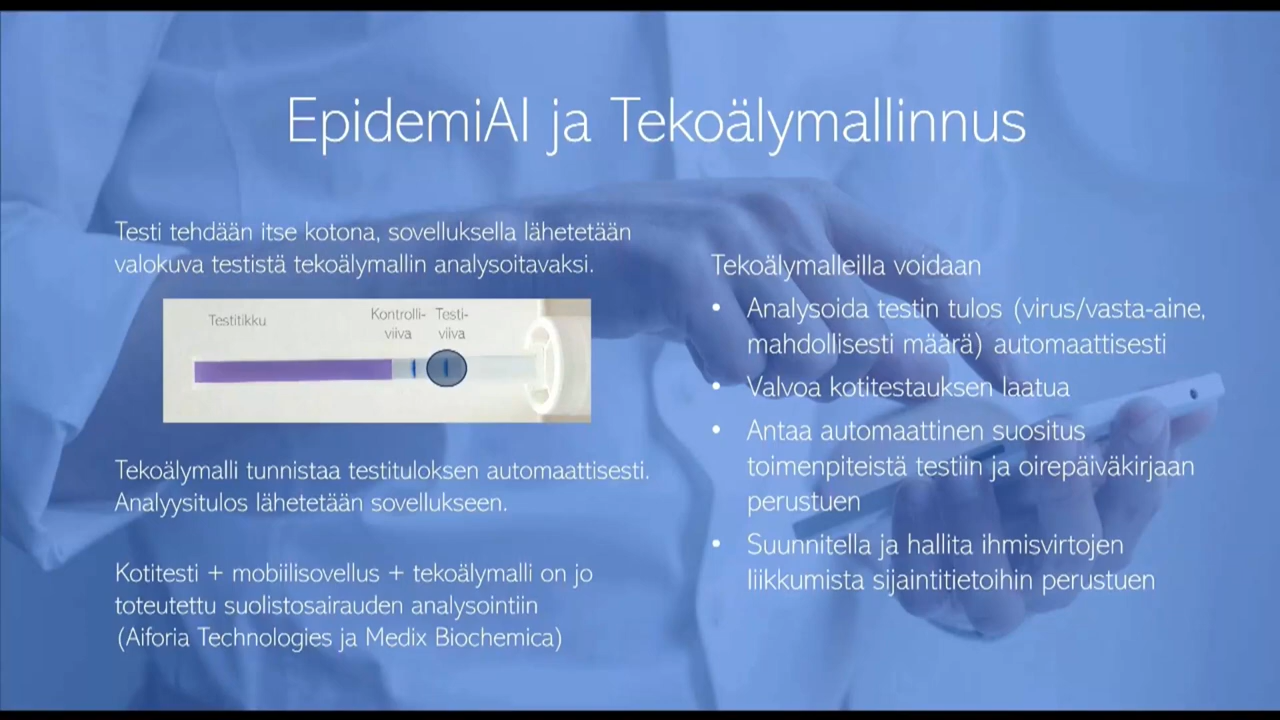 EpidemiAI ja Tekoälymallinnus
Testi tehdään itse kotona, sovelluksella lähetetään
valokuva testistä tekoälymallin analysoitavaksi.
Testitikku
Kontrolli-
viiva
Testi-
viiva
Tekoälymalli tunnistaa testituloksen automaattisesti.
Analyysitulos lähetetään sovellukseen.
Kotitesti + mobiilisovellus + tekoälymalli on jo
toteutettu suolistosairauden analysointiin
(Aiforia Technologies ja Medix Biochemica)
Tekoälymalleilla voidaan
• Analysoida testin tulos (virus/vasta-aine,
mahdollisesti määrä) automaattisesti
• Valvoa kotitestauksen laatua
• Antaa automaattinen suositus
toimenpiteistä testiin ja oirepäiväkirjaan
perustuen
• Suunnitella ja hallita ihmisvirtojen
liikkumista sijaintitietoihin perustuen